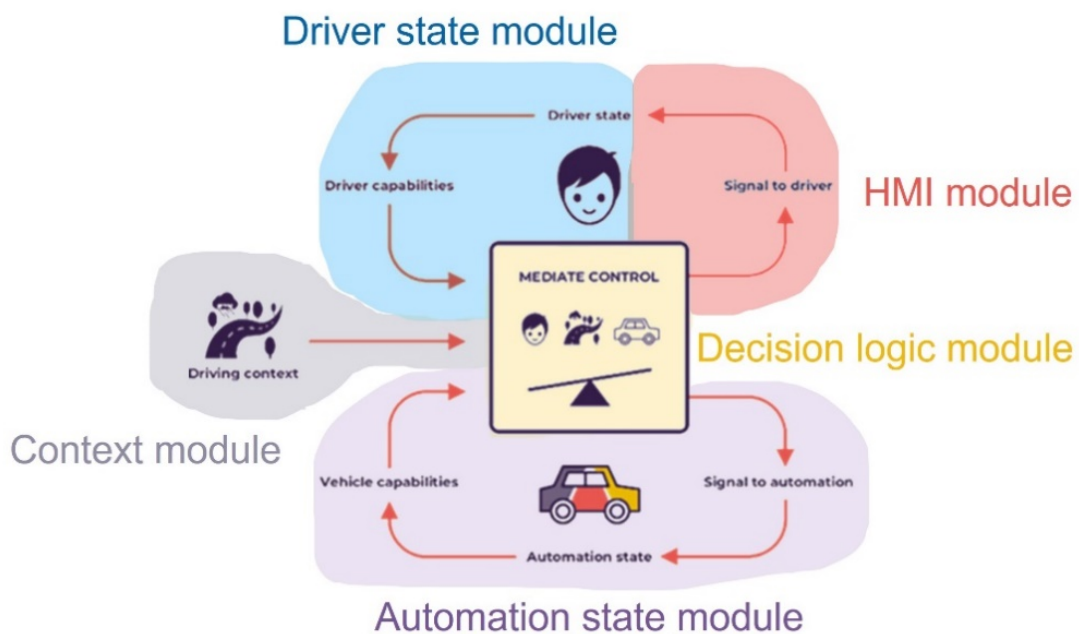 Driver state module
Driver state
Driver capabilities
Signal to driver
HMI module
MEDIATE CONTROL
Decision logic module
Driving context
Context module
Vehicle capabilities
Signal to automation
Automation state
Automation state module